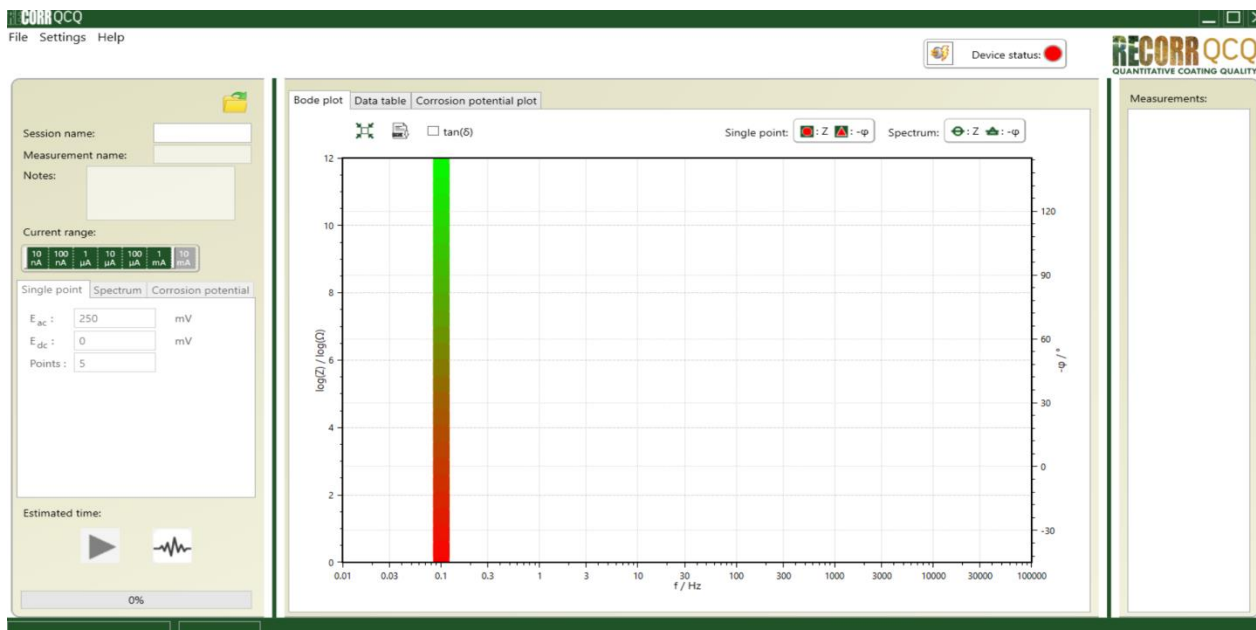 RECORR QCQ
File Settings Help
Device status:
RECORR QCQ
QUANTITATIVE COATING QUALITY
Session name:
Measurement name:
Notes:
Current range:
10 nA 100 nA 1 µA 10 µA 100 µA 1 mA 10 mA
Single point Spectrum Corrosion potential
Eac : 250 mV
Edc : 0 mV
Points : 5
Estimated time:
0%
Bode plot Data table Corrosion potential plot
tan(δ)
Single point: : Z : -φ Spectrum: : Z : -φ
12
10
8
6
4
2
0
log(Z) / log(Ω)
120
90
60
30
0
-30
-φ / °
0.01 0.03 0.1 0.3 1 3 10 30 100 300 1000 3000 10000 30000 100000
f / Hz
Measurements: